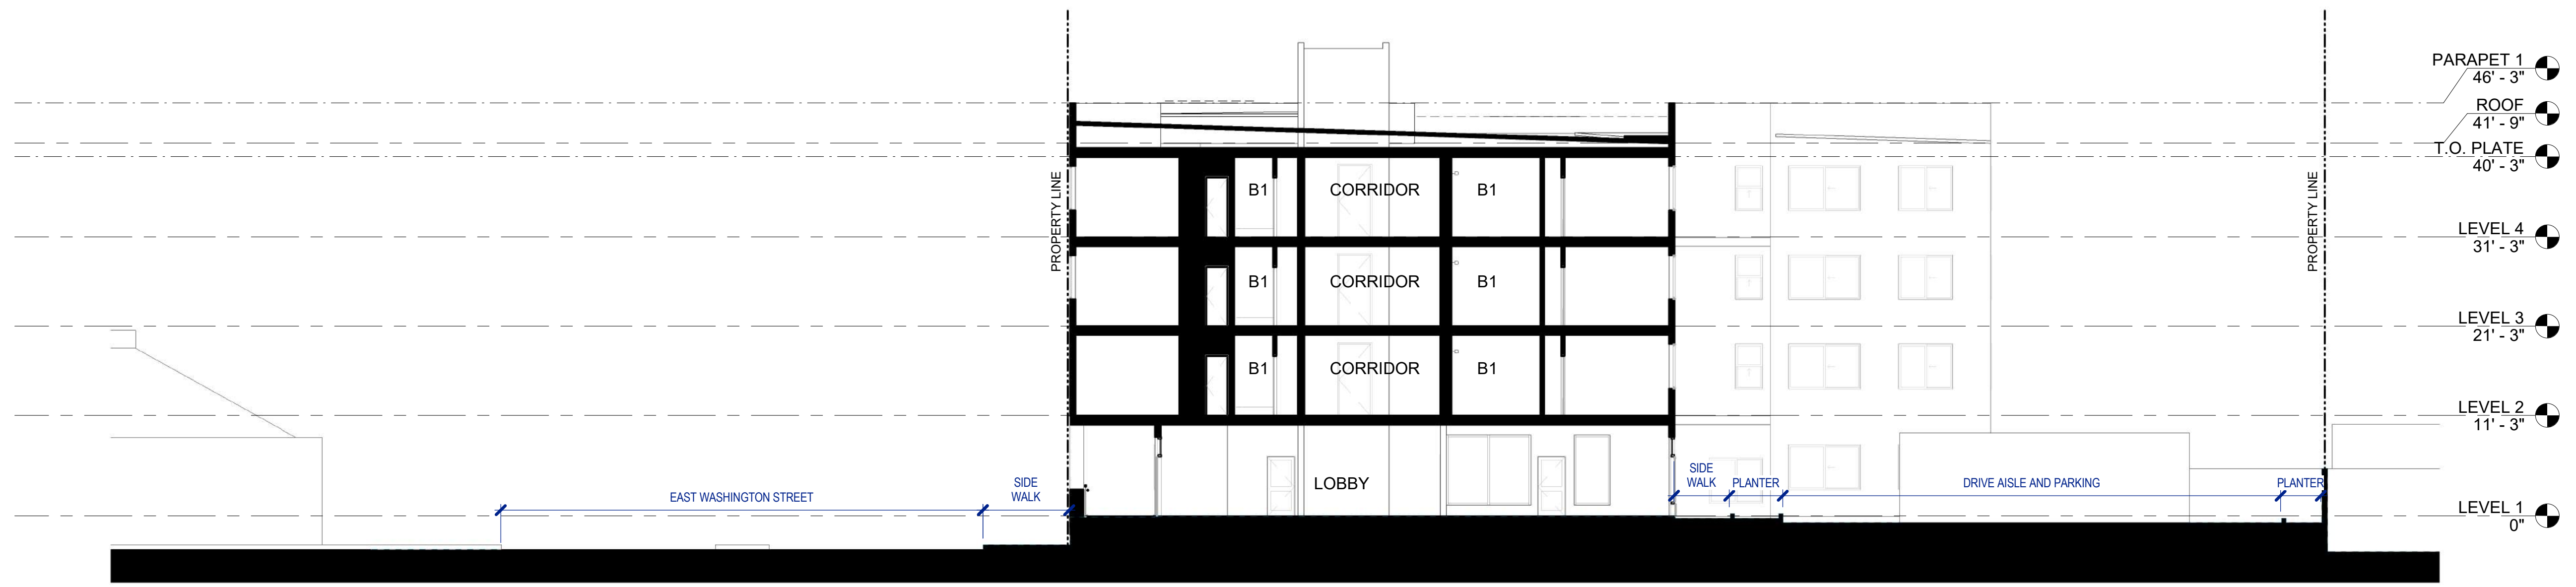 PARAPET 1
46' - 3"
ROOF
41' - 9"
T.O. PLATE
40' - 3"
PROPERTY LINE
PROPERTY LINE
B1
CORRIDOR
B1
LEVEL 4
31' - 3"
B1
CORRIDOR
B1
LEVEL 3
21' - 3"
B1
CORRIDOR
B1
LEVEL 2
11' - 3"
LOBBY
EAST WASHINGTON STREET
SIDE
WALK
SIDE
WALK
PLANTER
DRIVE AISLE AND PARKING
PLANTER
LEVEL 1
0"